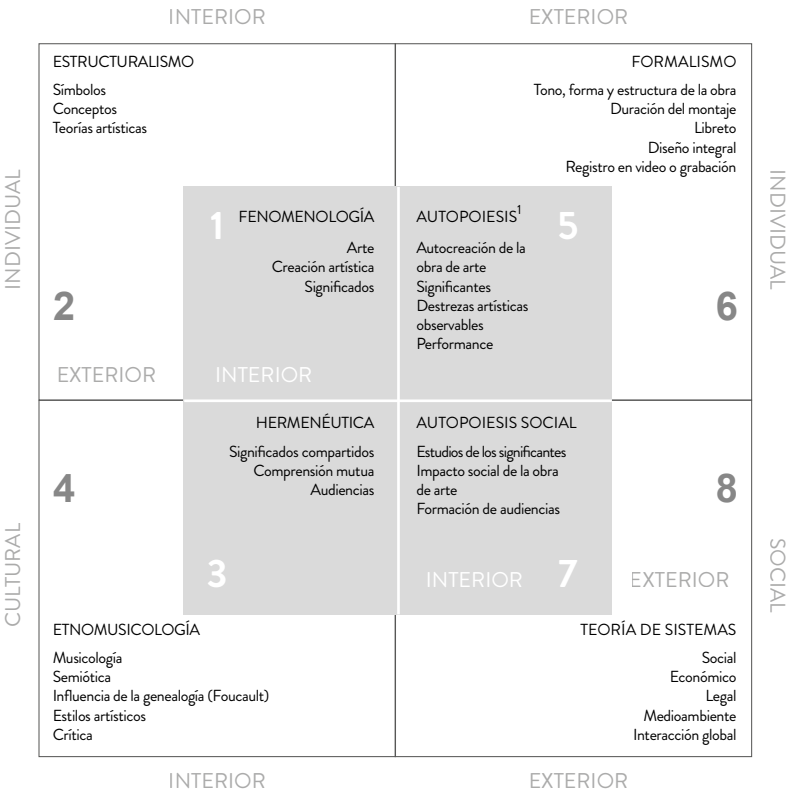 INTERIOR
EXTERIOR
INDIVIDUAL
ESTRUCTURALISMO
Símbolos
Conceptos
Teorías artísticas
2
EXTERIOR
FORMALISMO
Tono, forma y estructura de la obra
Duración del montaje
Libreto
Diseño integral
Registro en video o grabación
6
INDIVIDUAL
1
FENOMENOLOGÍA
Arte
Creación artística
Significados
INTERIOR
AUTOPOIESIS¹
5
Autocreación de la
obra de arte
Significantes
Destrezas artísticas
observables
Performance
CULTURAL
4
HERMENÉUTICA
Significados compartidos
Comprensión mutua
Audiencias
3
AUTOPOIESIS SOCIAL
Estudios de los significantes
Impacto social de la obra
de arte
Formación de audiencias
INTERIOR
7
8
EXTERIOR
SOCIAL
ETNOMUSICOLOGÍA
Musicología
Semiótica
Influencia de la genealogía (Foucault)
Estilos artísticos
Crítica
TEORÍA DE SISTEMAS
Social
Económico
Legal
Medioambiente
Interacción global
INTERIOR
EXTERIOR